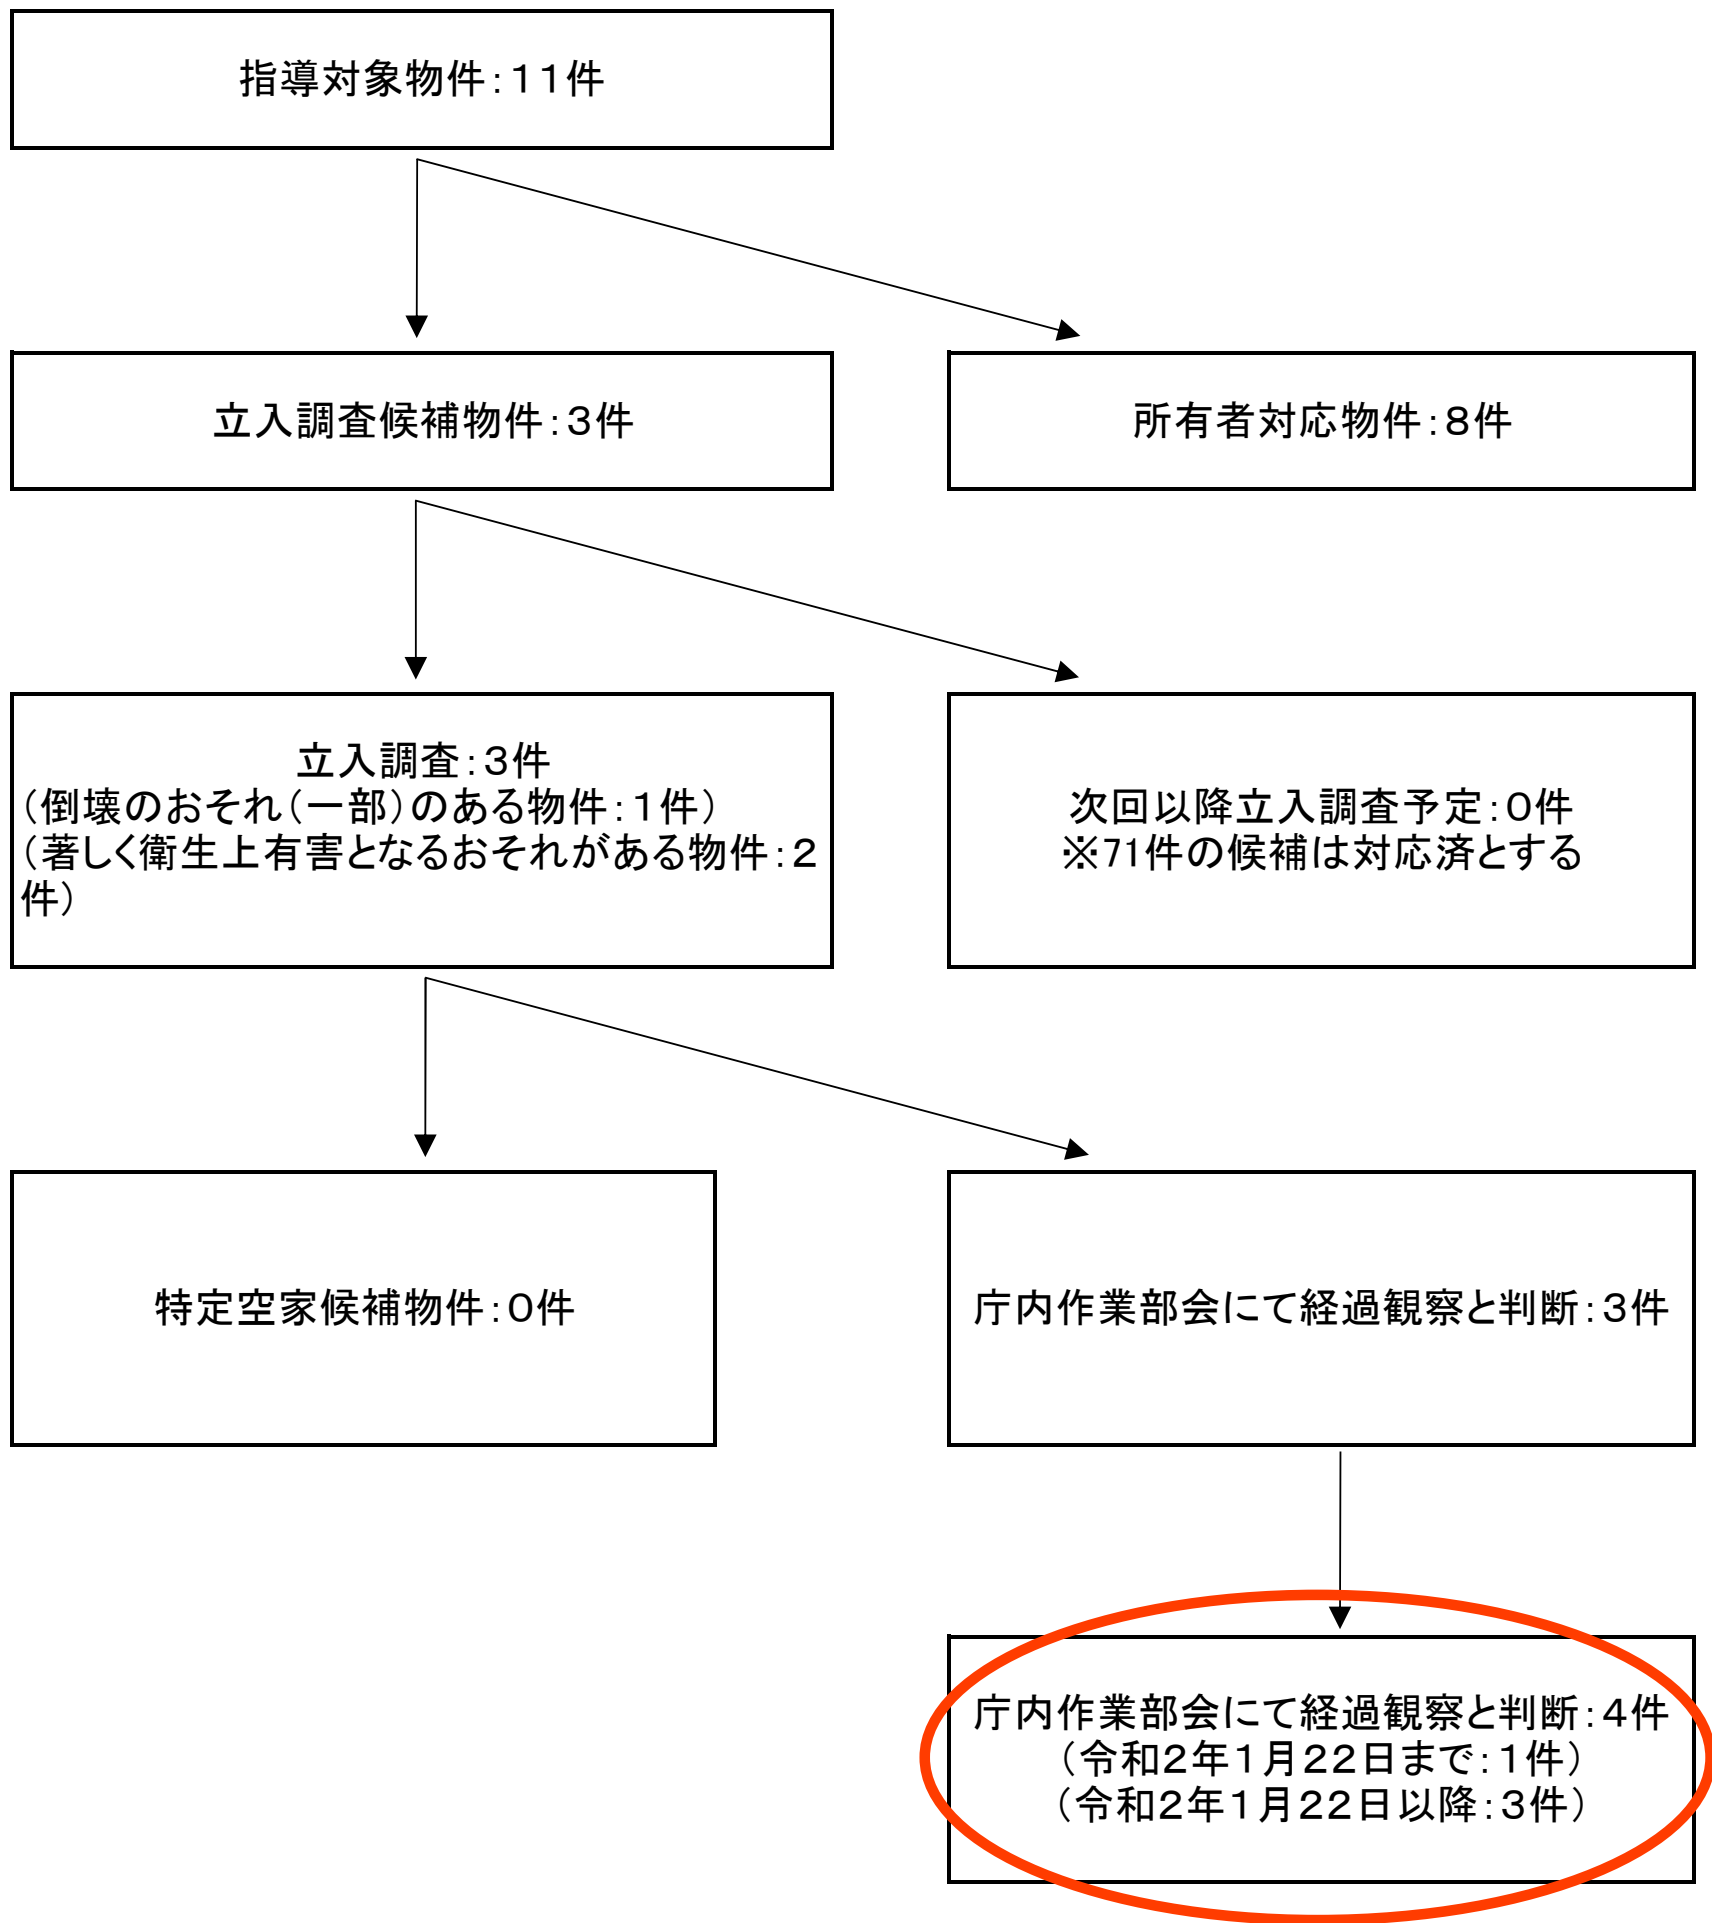 指導対象物件：１１件
立入調査候補物件：３件
所有者対応物件：８件
立入調査：３件
（倒壊のおそれ（一部）のある物件：１件）
（著しく衛生上有害となるおそれがある物件：２
件）
次回以降立入調査予定：０件
※71件の候補は対応済とする
特定空家候補物件：０件
庁内作業部会にて経過観察と判断：３件
庁内作業部会にて経過観察と判断：４件
（令和２年１月２２日まで：１件）
（令和２年１月２２日以降：３件）